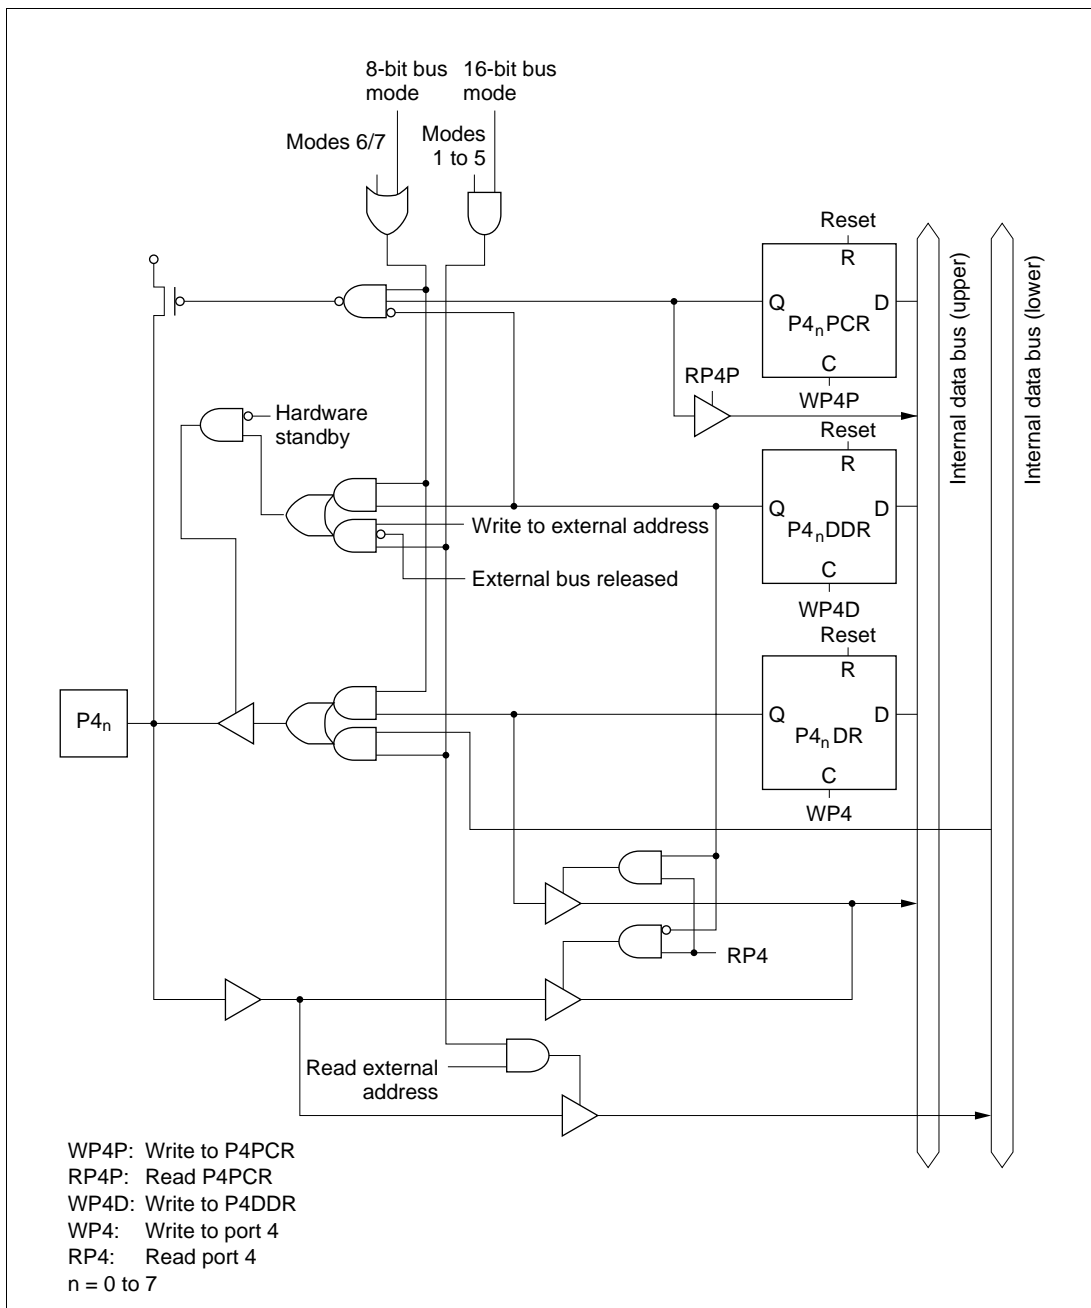 8-bit bus
mode
16-bit bus
mode
Modes 6/7
Modes
1 to 5
Reset
R
Q
D
P4nPCR
C
WP4P
RP4P
Internal data bus (upper)
Internal data bus (lower)
Hardware
standby
Reset
R
Q
D
P4nDDR
C
WP4D
Write to external address
External bus released
Reset
R
Q
D
P4n DR
C
WP4
P4n
RP4
Read external
address
WP4P: Write to P4PCR
RP4P: Read P4PCR
WP4D: Write to P4DDR
WP4: Write to port 4
RP4: Read port 4
n = 0 to 7